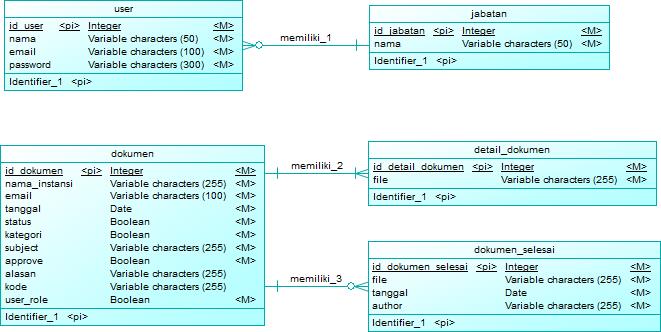 user
id_user <pi> Integer <M>
nama Variable characters (50) <M>
email Variable characters (100) <M>
password Variable characters (300) <M>
Identifier_1 <pi>
memiliki_1
jabatan
id_jabatan <pi> Integer <M>
nama Variable characters (50) <M>
Identifier_1 <pi>
dokumen
id_dokumen <pi> Integer <M>
nama_instansi Variable characters (255) <M>
email Variable characters (100) <M>
tanggal Date <M>
status Boolean <M>
kategori Boolean <M>
subject Variable characters (255) <M>
approve Boolean <M>
alasan Variable characters (255)
kode Variable characters (255)
user_role Boolean <M>
Identifier_1 <pi>
memiliki_2
detail_dokumen
id_detail_dokumen <pi> Integer <M>
file Variable characters (255) <M>
Identifier_1 <pi>
memiliki_3
dokumen_selesai
id_dokumen_selesai <pi> Integer <M>
file Variable characters (255) <M>
tanggal Date <M>
author Variable characters (255) <M>
Identifier_1 <pi>